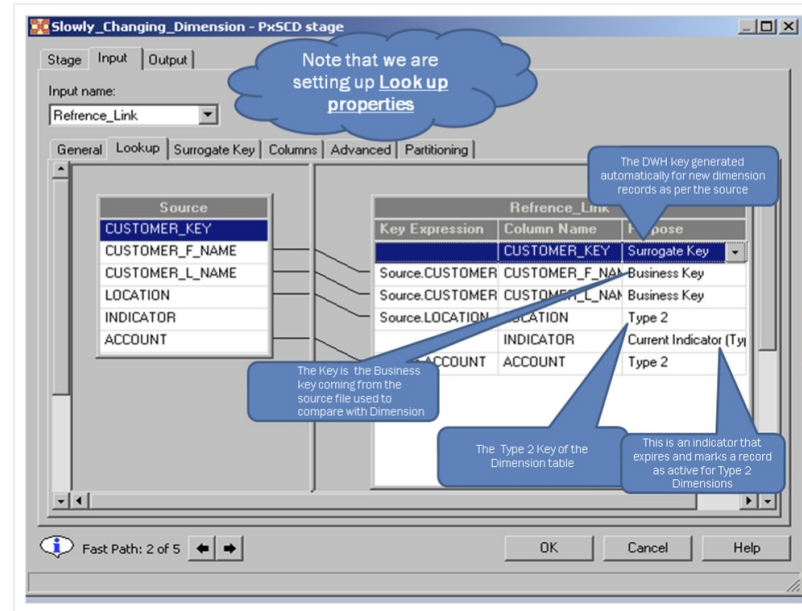 Slowly_Changing_Dimension - PxSCD stage
Stage Input Output
Note that we are
setting up Look up
properties
Input name:
Refrence_Link
General Lookup Surrogate Key Columns Advanced Partitioning
The DWH key generated
automatically for new dimension
records as per the source
Source
CUSTOMER_KEY
CUSTOMER_F_NAME
CUSTOMER_L_NAME
LOCATION
INDICATOR
ACCOUNT
Refrence_Link
Key Expression Column Name
CUSTOMER_KEY Surrogate Key
Source.CUSTOMER CUSTOMER_F_NAM Business Key
Source.CUSTOMER CUSTOMER_L_NAM Business Key
Source.LOCATION Type 2
INDICATOR Current Indicator (Ty
ACCOUNT Type 2
The Key is the Business
key coming from the
source file used to
compare with Dimension
The Type 2 Key of the
Dimension table
This is an indicator that
expires and marks a record
as active for Type 2
Dimensions
Fast Path: 2 of 5
OK Cancel Help